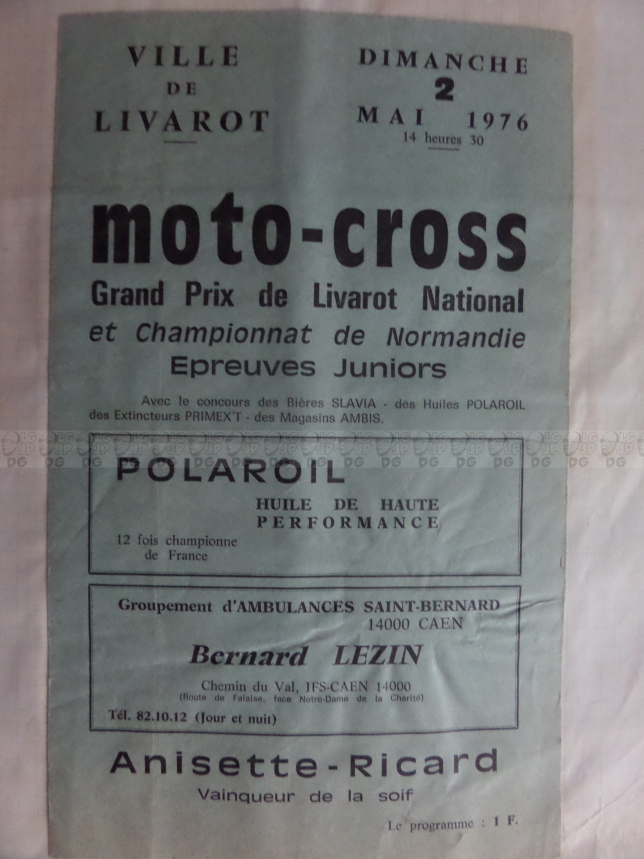 VILLE
DE
LIVAROT
DIMANCHE
2
MAI 1976
14 heures 30
moto-cross
Grand Prix de Livarot National
et Championnat de Normandie
Epreuves Juniors
Avec le concours des Bières SLAVIA - des Huiles POLAROIL
des Extincteurs PRIMEX'T - des Magasins AMBIS.
POLAROIL
HUILE DE HAUTE
PERFORMANCE
12 fois championne
de France
Groupement d'AMBULANCES SAINT-BERNARD
14000 CAEN
Bernard LEZIN
Chemin du Val, IFS-CAEN 14000
(Route de Falaise, face Notre-Dame de la Charité)
Tél. 82.10.12 (Jour et nuit)
Anisette-Ricard
Vainqueur de la soif
Le programme : 1 F.